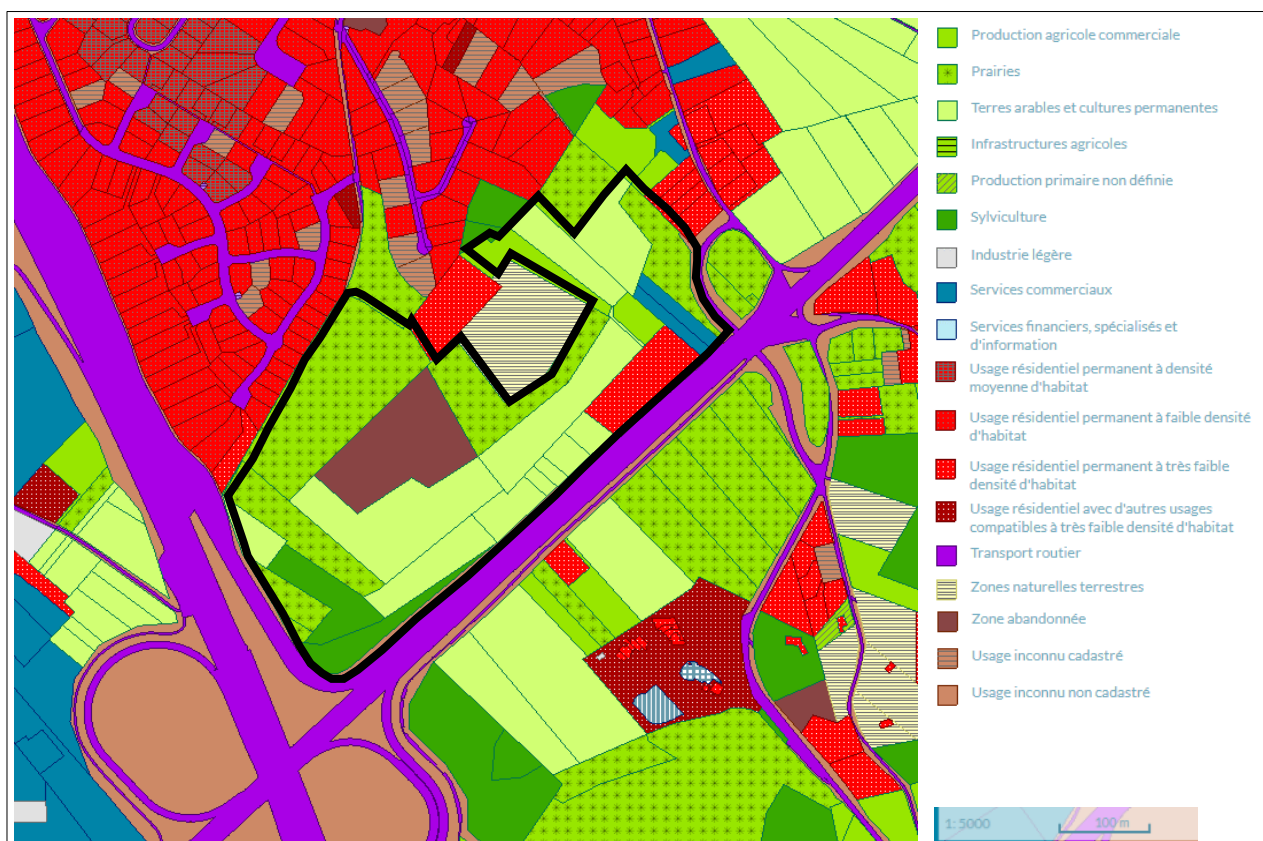 Production agricole commerciale
Prairies
Terres arables et cultures permanentes
Infrastructures agricoles
Production primaire non définie
Sylviculture
Industrie légère
Services commerciaux
Services financiers, spécialisés et
d'information
Usage résidentiel permanent à densité
moyenne d'habitat
Usage résidentiel permanent à faible densité
d'habitat
Usage résidentiel permanent à très faible
densité d'habitat
Usage résidentiel avec d'autres usages
compatibles à très faible densité d'habitat
Transport routier
Zones naturelles terrestres
Zone abandonnée
Usage inconnu cadastré
Usage inconnu non cadastré
1: 5000 100 m